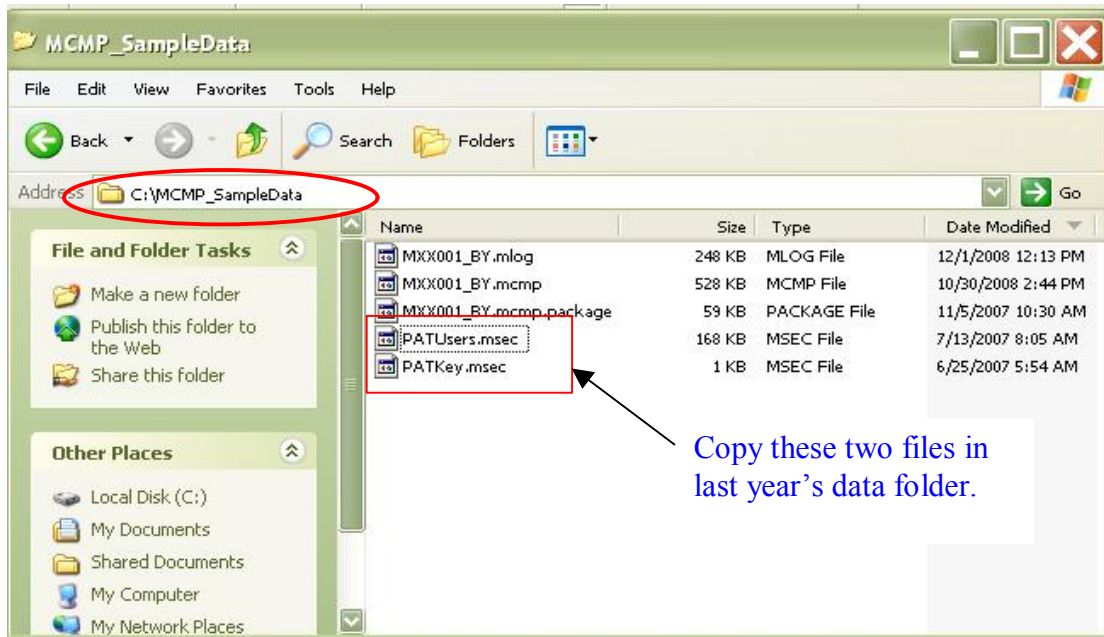 MCMP_SampleData
File Edit View Favorites Tools Help
Back Search Folders
Address C:\MCMP_SampleData Go
File and Folder Tasks
Make a new folder
Publish this folder to
the Web
Share this folder
Other Places
Local Disk (C:)
My Documents
Shared Documents
My Computer
My Network Places
Name Size Type Date Modified
MXX001_BY.mlog 248 KB MLOG File 12/1/2008 12:13 PM
MXX001_BY.mcmp 528 KB MCMP File 10/30/2008 2:44 PM
MXX001_BY.mcmp.package 59 KB PACKAGE File 11/5/2007 10:30 AM
PATUsers.msec 168 KB MSEC File 7/13/2007 8:05 AM
PATKey.msec 1 KB MSEC File 6/25/2007 5:54 AM
Copy these two files in
last year’s data folder.